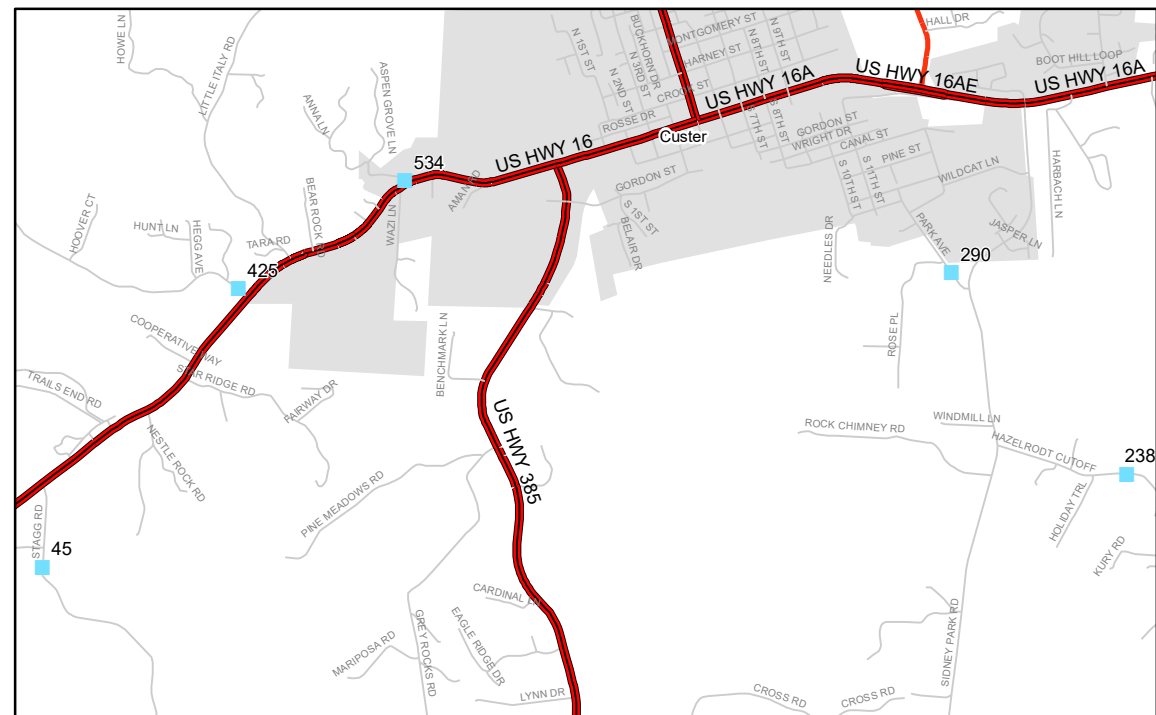 HOWE LN
LITTLE ITALY RD
ANNA LN
ASPEN GROVE LN
N 1ST ST
BUCKHORN DR
N 3RD ST
N 2ND ST
MONTGOMERY ST
HARNEY ST
CROOK ST
ROSSE DR
N 8TH ST
N 9TH ST
HALL DR
BOOT HILL LOOP
US HWY 16A
US HWY 16AE
US HWY 16A
US HWY 16
Custer
S 7TH ST
S 8TH ST
GORDON ST
WRIGHT DR
CANAL ST
PINE ST
S 10TH ST
S 11TH ST
WILDCAT LN
HARBACH LN
534
GORDON ST
S 1ST ST
BELAIR DR
BEAR ROCK RD
WAZI LN
HOOVER CT
HUNT LN
HEGG AVE
TARA RD
425
NEEDLES DR
PARK AVE
JASPER LN
290
COOPERATIVE WAY
STAR RIDGE RD
FAIRWAY DR
BENCHMARK LN
ROSE PL
TRAILS END RD
NESTLE ROCK RD
US HWY 385
PINE MEADOWS RD
ROCK CHIMNEY RD
WINDMILL LN
HAZELRODT CUTOFF
238
HOLIDAY TRL
KURY RD
STAGG RD
45
CARDINAL LN
EAGLE RIDGE DR
GREY ROCKS RD
MARIPOSA RD
LYNN DR
SIDNEY PARK RD
CROSS RD
CROSS RD